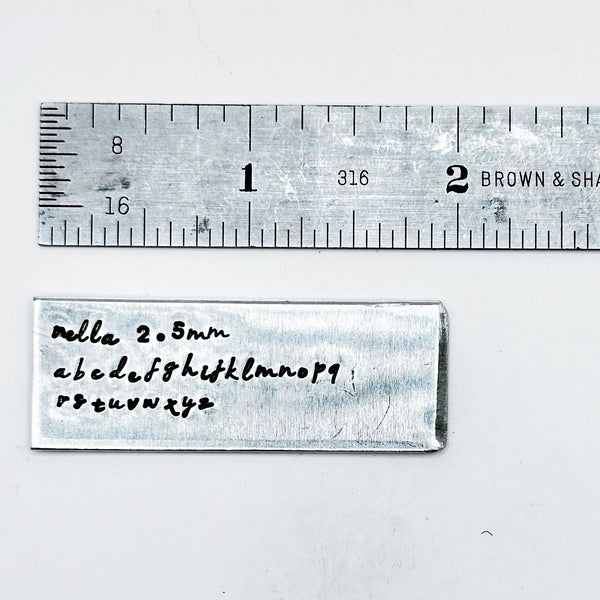 8
1 316 2 BROWN & SHA
16
nella 2.5mm
abcdefghijklmnopq
rstuvwxyz